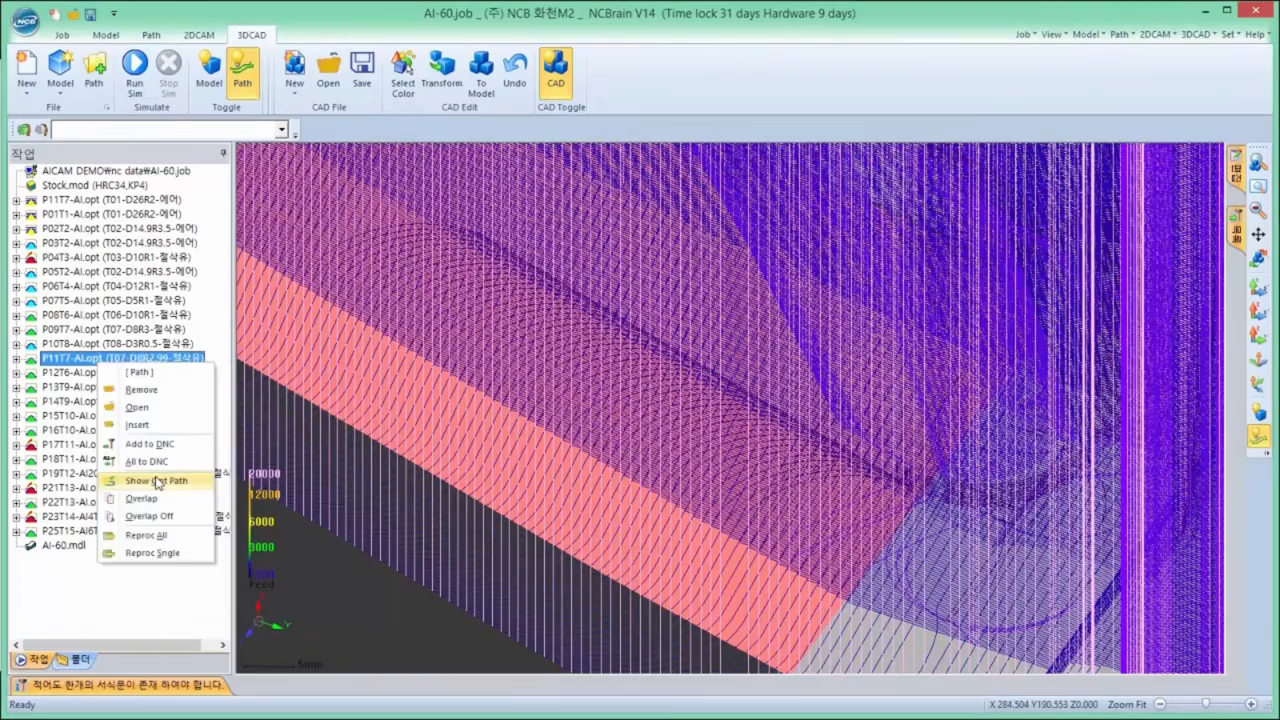 AI-60.job _ (주) NCB 화천M2 _ NCBrain V14 (Time lock 31 days Hardware 9 days)
NCB
Job Model Path 2DCAM 3DCAD
Job View Model Path 2DCAM 3DCAD Set Help
New Model Path Run Sim Stop Sim Model Path New Open Save Select Color Transform To Model Undo CAD
File Simulate Toggle CAD File CAD Edit CAD Toggle
작업
AICAM DEMO₩nc data₩AI-60.job
Stock.mod (HRC34,KP4)
P11T7-AI.opt (T01-D26R2-에어)
P01T1-AI.opt (T01-D26R2-에어)
P02T2-AI.opt (T02-D14.9R3.5-에어)
P03T2-AI.opt (T02-D14.9R3.5-에어)
P04T3-AI.opt (T03-D10R1-절삭유)
P05T2-AI.opt (T02-D14.9R3.5-에어)
P06T4-AI.opt (T04-D12R1-절삭유)
P07T5-AI.opt (T05-D5R1-절삭유)
P08T6-AI.opt (T06-D10R1-절삭유)
P09T7-AI.opt (T07-D8R3-절삭유)
P10T8-AI.opt (T08-D3R0.5-절삭유)
P11T7-AI.opt (T07-D8R2.99-절삭유)
P12T6-AI.op
P13T9-AI.op
P14T9-AI.o
P15T10-AI.o
P16T10-AI.o
P17T11-AI.o
P18T11-AI.o
P19T12-AI20
P21T13-AI.o
P22T13-AI.o
P23T14-AI4T
P25T15-AI6T
AI-60.mdl
[ Path ]
Remove
Open
Insert
Add to DNC
All to DNC
Show Path
Overlap
Overlap Off
Reproc All
Reproc Single
20000
12000
6000
3000
Feed
Y
5mm
작업 폴더
적어도 한개의 서식문이 존재 하여야 합니다.
Ready
X 284.504 Y190.553 Z0.000 Zoom Fit